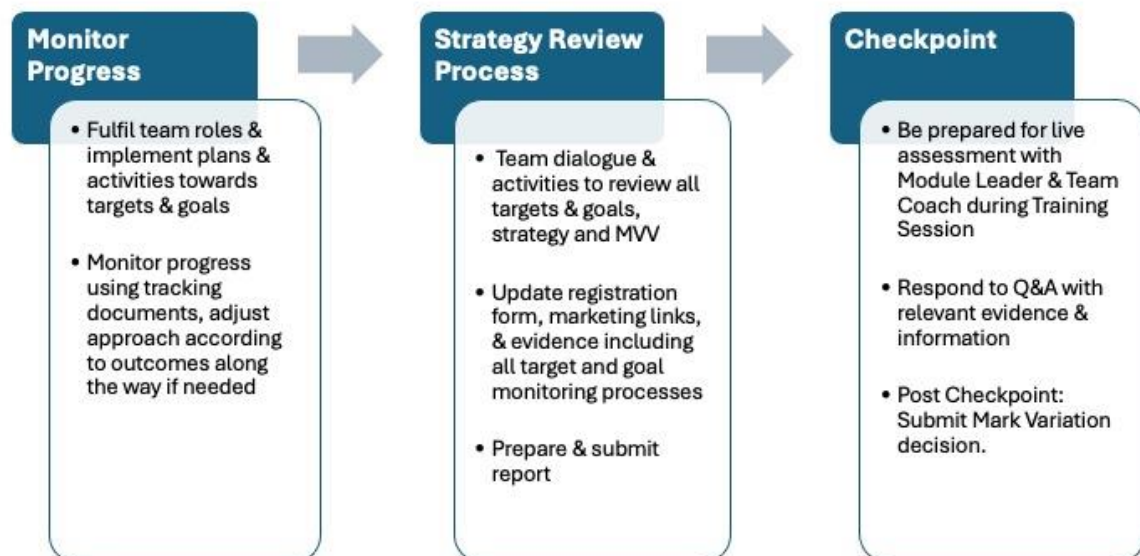 Monitor
Progress
• Fulfil team roles &
implement plans &
activities towards
targets & goals
• Monitor progress
using tracking
documents, adjust
approach according
to outcomes along
the way if needed
Strategy Review
Process
• Team dialogue &
activities to review all
targets & goals,
strategy and MVV
• Update registration
form, marketing links,
& evidence including
all target and goal
monitoring processes
• Prepare & submit
report
Checkpoint
• Be prepared for live
assessment with
Module Leader & Team
Coach during Training
Session
• Respond to Q&A with
relevant evidence &
information
• Post Checkpoint:
Submit Mark Variation
decision.